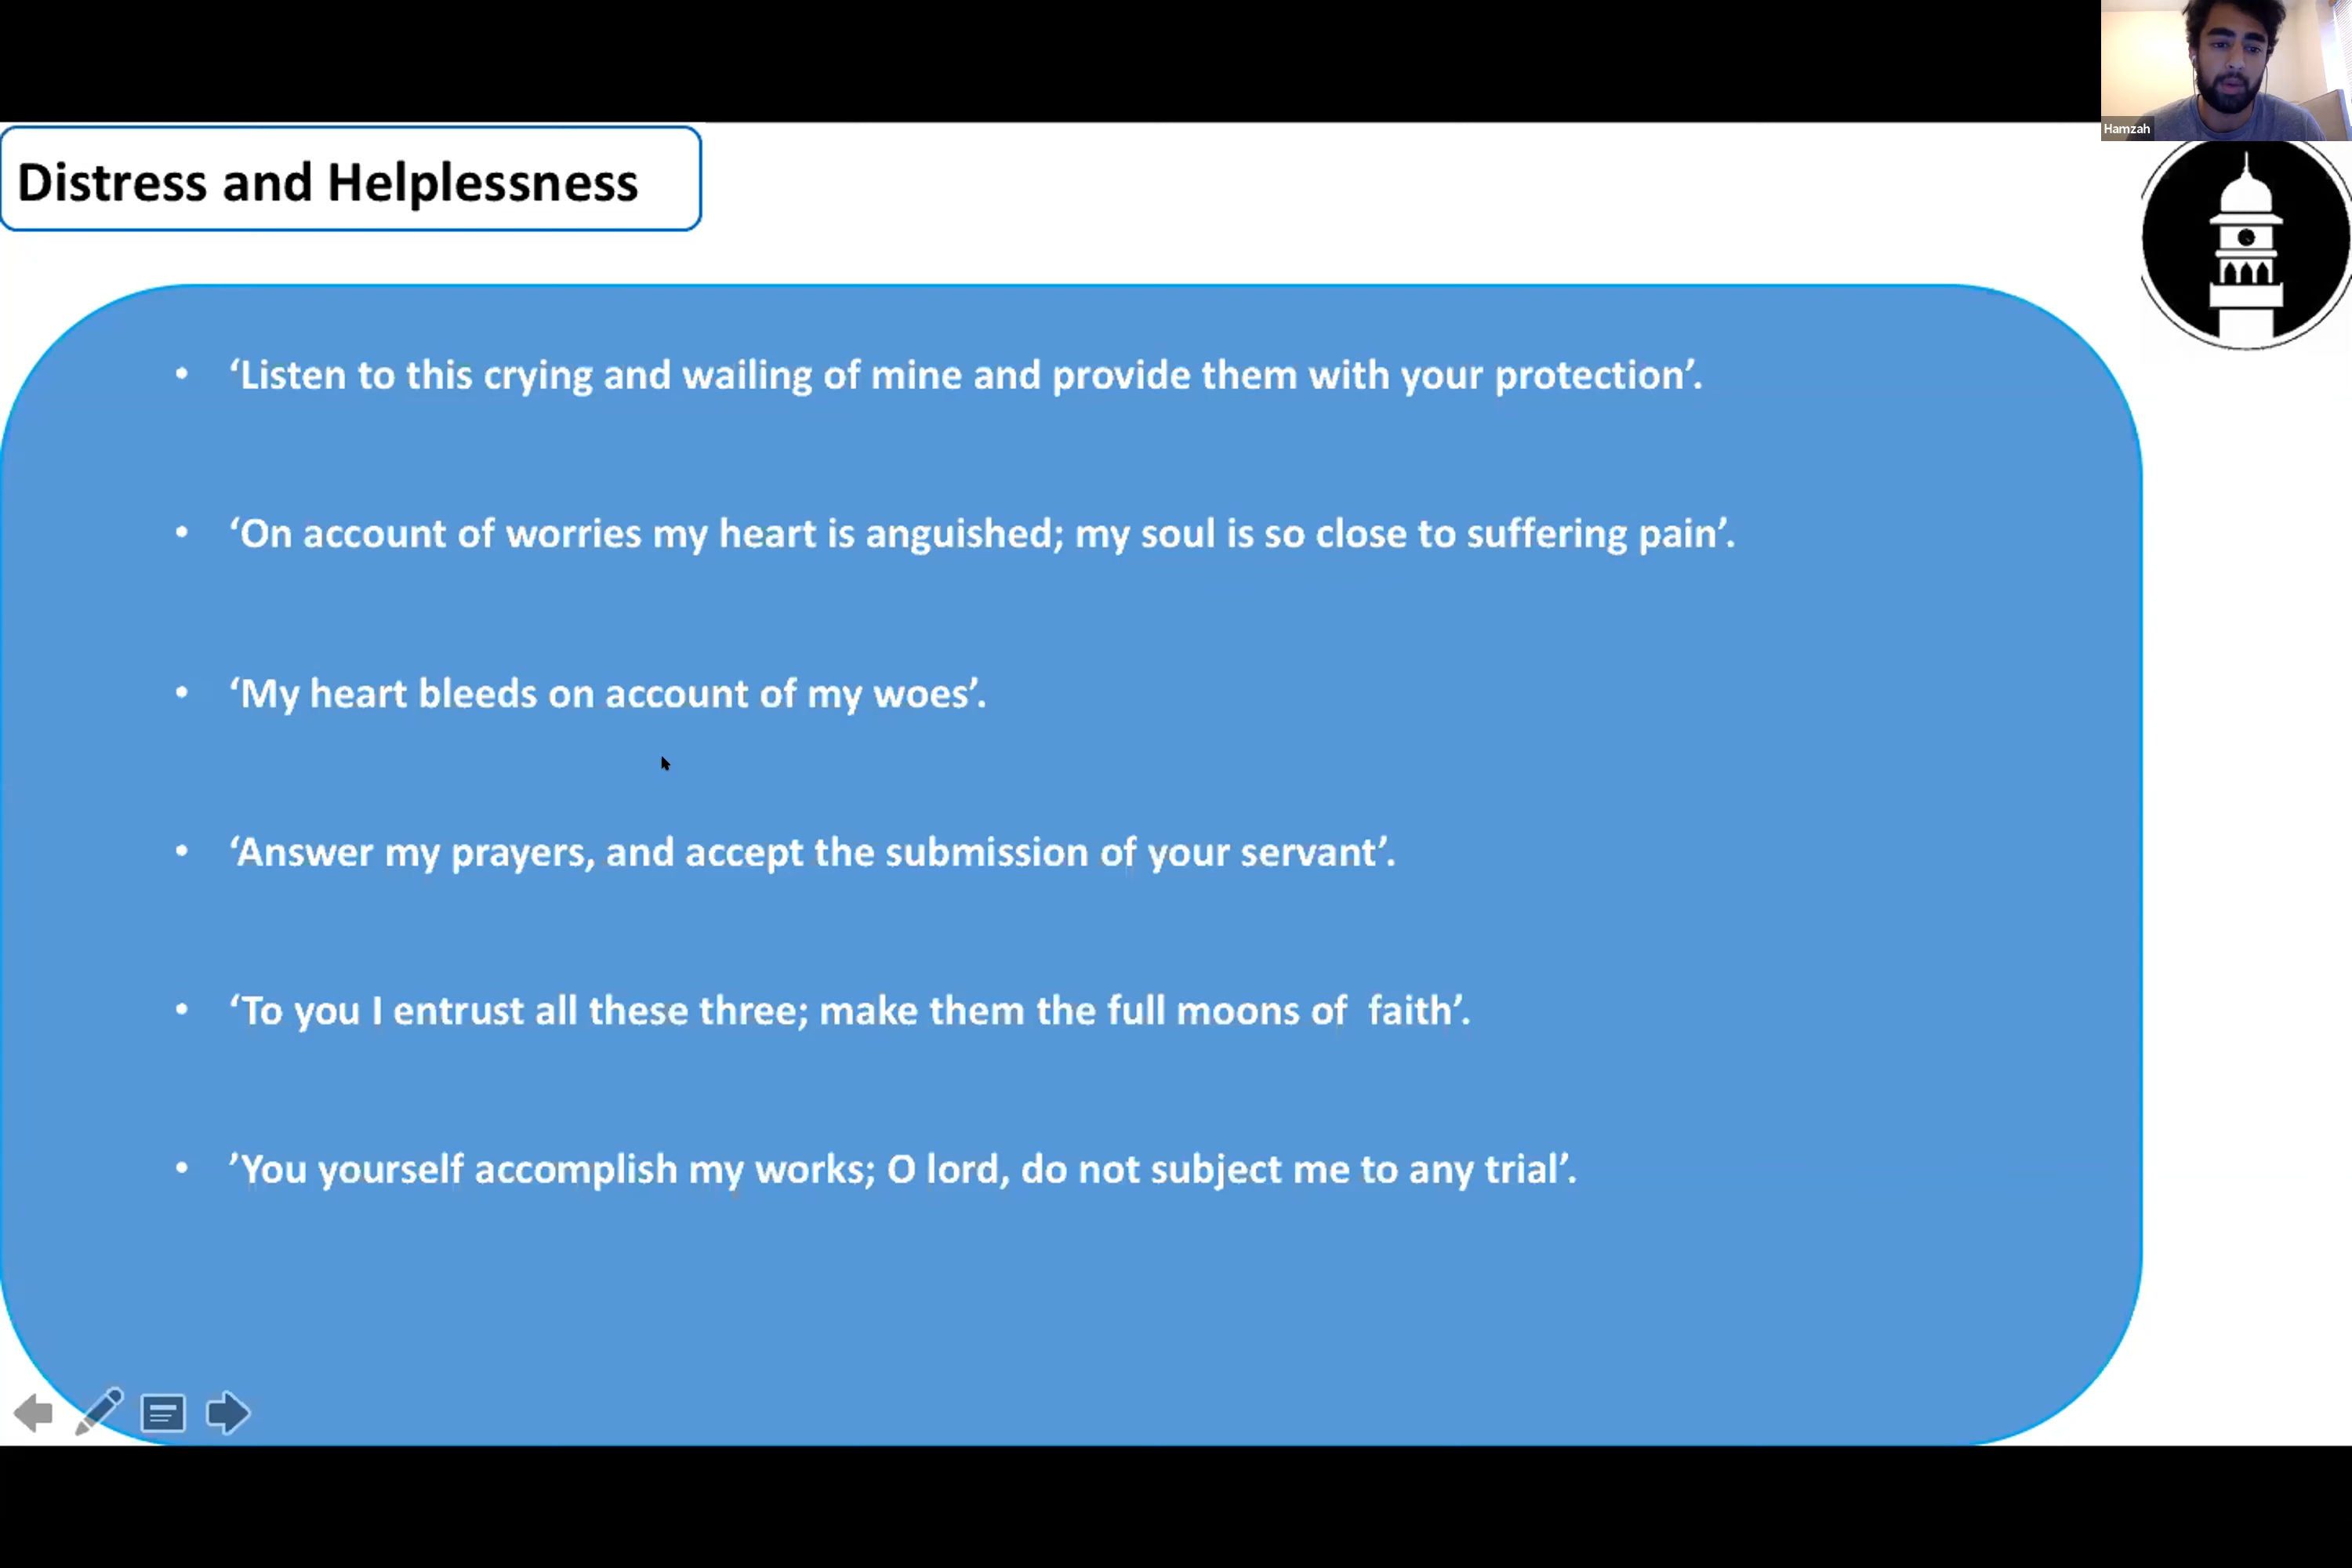 Hamzah
Distress and Helplessness
• ‘Listen to this crying and wailing of mine and provide them with your protection’.
• ‘On account of worries my heart is anguished; my soul is so close to suffering pain’.
• ‘My heart bleeds on account of my woes’.
• ‘Answer my prayers, and accept the submission of your servant’.
• ‘To you I entrust all these three; make them the full moons of  faith’.
• ’You yourself accomplish my works; O lord, do not subject me to any trial’.